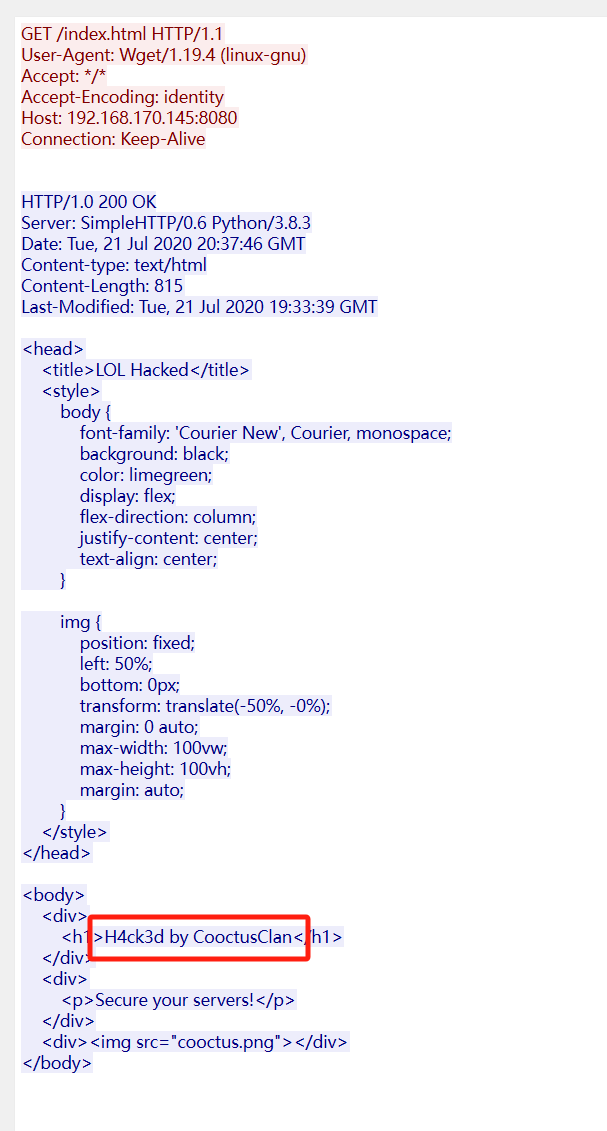 GET /index.html HTTP/1.1
User-Agent: Wget/1.19.4 (linux-gnu)
Accept: */*
Accept-Encoding: identity
Host: 192.168.170.145:8080
Connection: Keep-Alive
HTTP/1.0 200 OK
Server: SimpleHTTP/0.6 Python/3.8.3
Date: Tue, 21 Jul 2020 20:37:46 GMT
Content-type: text/html
Content-Length: 815
Last-Modified: Tue, 21 Jul 2020 19:33:39 GMT
<head>
<title>LOL Hacked</title>
<style>
body {
font-family: 'Courier New', Courier, monospace;
background: black;
color: limegreen;
display: flex;
flex-direction: column;
justify-content: center;
text-align: center;
}
img {
position: fixed;
left: 50%;
bottom: 0px;
transform: translate(-50%, -0%);
margin: 0 auto;
max-width: 100vw;
max-height: 100vh;
margin: auto;
}
</style>
</head>
<body>
<div>
<h1>H4ck3d by CooctusClan</h1>
</div>
<div>
<p>Secure your servers!</p>
</div>
<div><img src="cooctus.png"></div>
</body>